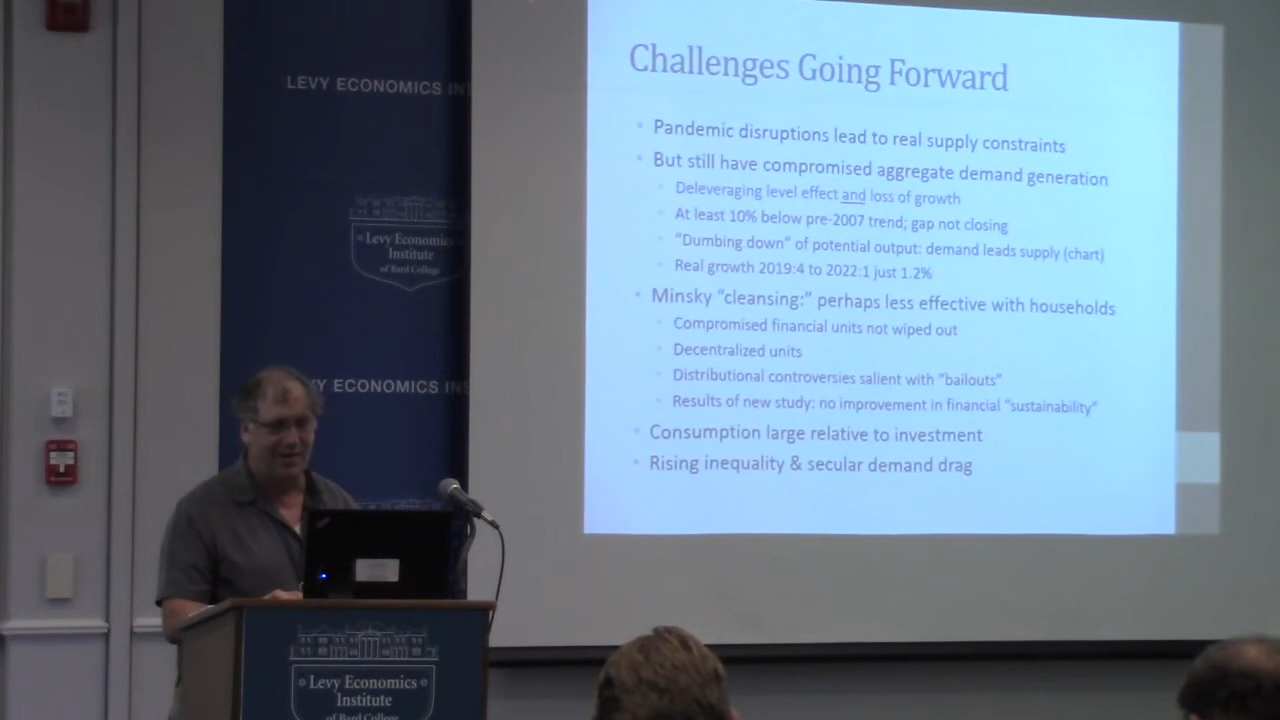 LEVY ECONOMICS IN
Levy Economics
Institute
of Bard College
VY ECONOMICS INS
Levy Economics
Institute
of Bard College
Challenges Going Forward
Pandemic disruptions lead to real supply constraints
But still have compromised aggregate demand generation
Deleveraging level effect and loss of growth
At least 10% below pre-2007 trend; gap not closing
“Dumbing down” of potential output: demand leads supply (chart)
Real growth 2019:4 to 2022:1 just 1.2%
Minsky “cleansing:” perhaps less effective with households
Compromised financial units not wiped out
Decentralized units
Distributional controversies salient with “bailouts”
Results of new study: no improvement in financial “sustainability”
Consumption large relative to investment
Rising inequality & secular demand drag